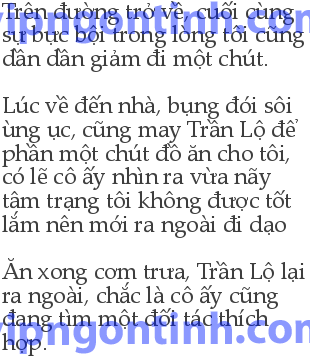 Trên đường trở về, cuối cùng
sự bực bội trong lòng tôi cũng
dần dần giảm đi một chút.
Lúc về đến nhà, bụng đói sôi
ùng ục, cũng may Trần Lộ để
phần một chút đồ ăn cho tôi,
có lẽ cô ấy nhìn ra vừa nãy
tâm trạng tôi không được tốt
lắm nên mới ra ngoài đi dạo
Ăn xong cơm trưa, Trần Lộ lại
ra ngoài, chắc là cô ấy cũng
đang tìm một đối tác thích
hợp.